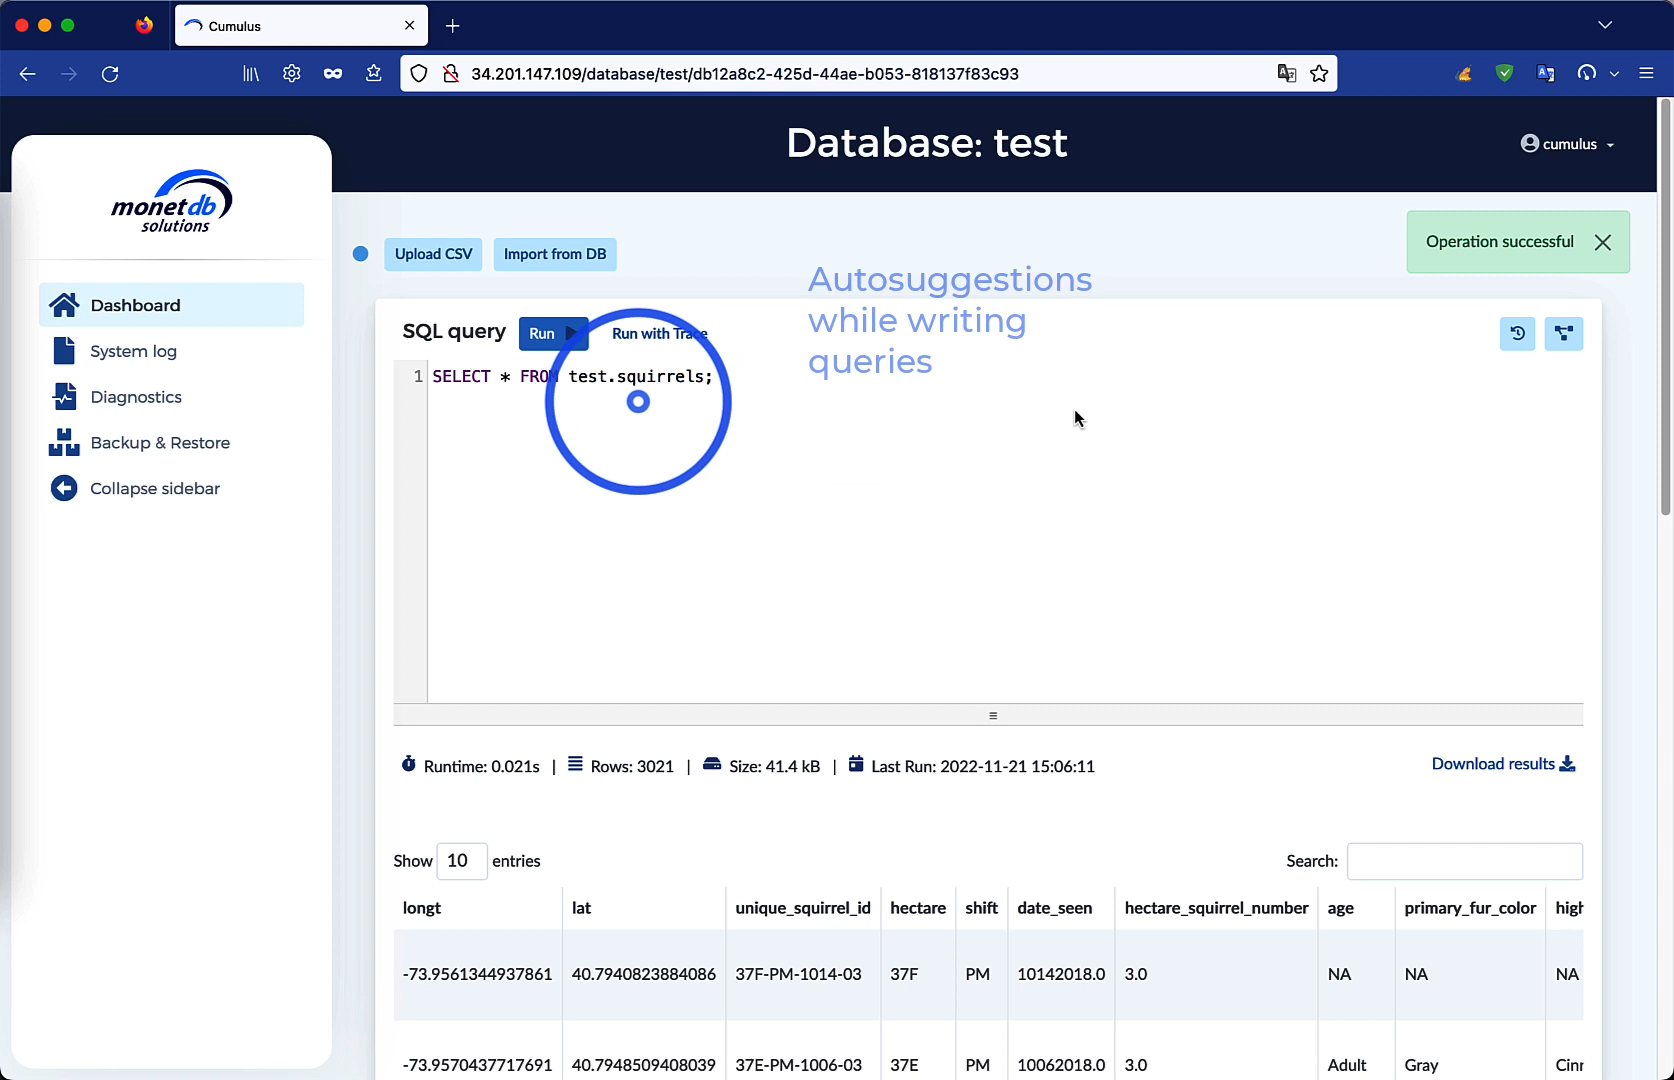 Cumulus
34.201.147.109/database/test/db12a8c2-425d-44ae-b053-818137f83c93
Database: test
cumulus
monetdb
solutions
Dashboard
System log
Diagnostics
Backup & Restore
Collapse sidebar
Upload CSV
Import from DB
Operation successful
Autosuggestions
while writing
queries
SQL query
Run
Run with Trace
1 SELECT * FROM test.squirrels;
Runtime: 0.021s | Rows: 3021 | Size: 41.4 kB | Last Run: 2022-11-21 15:06:11
Download results
Show 10 entries
Search:
longt lat unique_squirrel_id hectare shift date_seen hectare_squirrel_number age primary_fur_color high
-73.9561344937861 40.7940823884086 37F-PM-1014-03 37F PM 10142018.0 3.0 NA NA NA
-73.9570437717691 40.7948509408039 37E-PM-1006-03 37E PM 10062018.0 3.0 Adult Gray Cinr